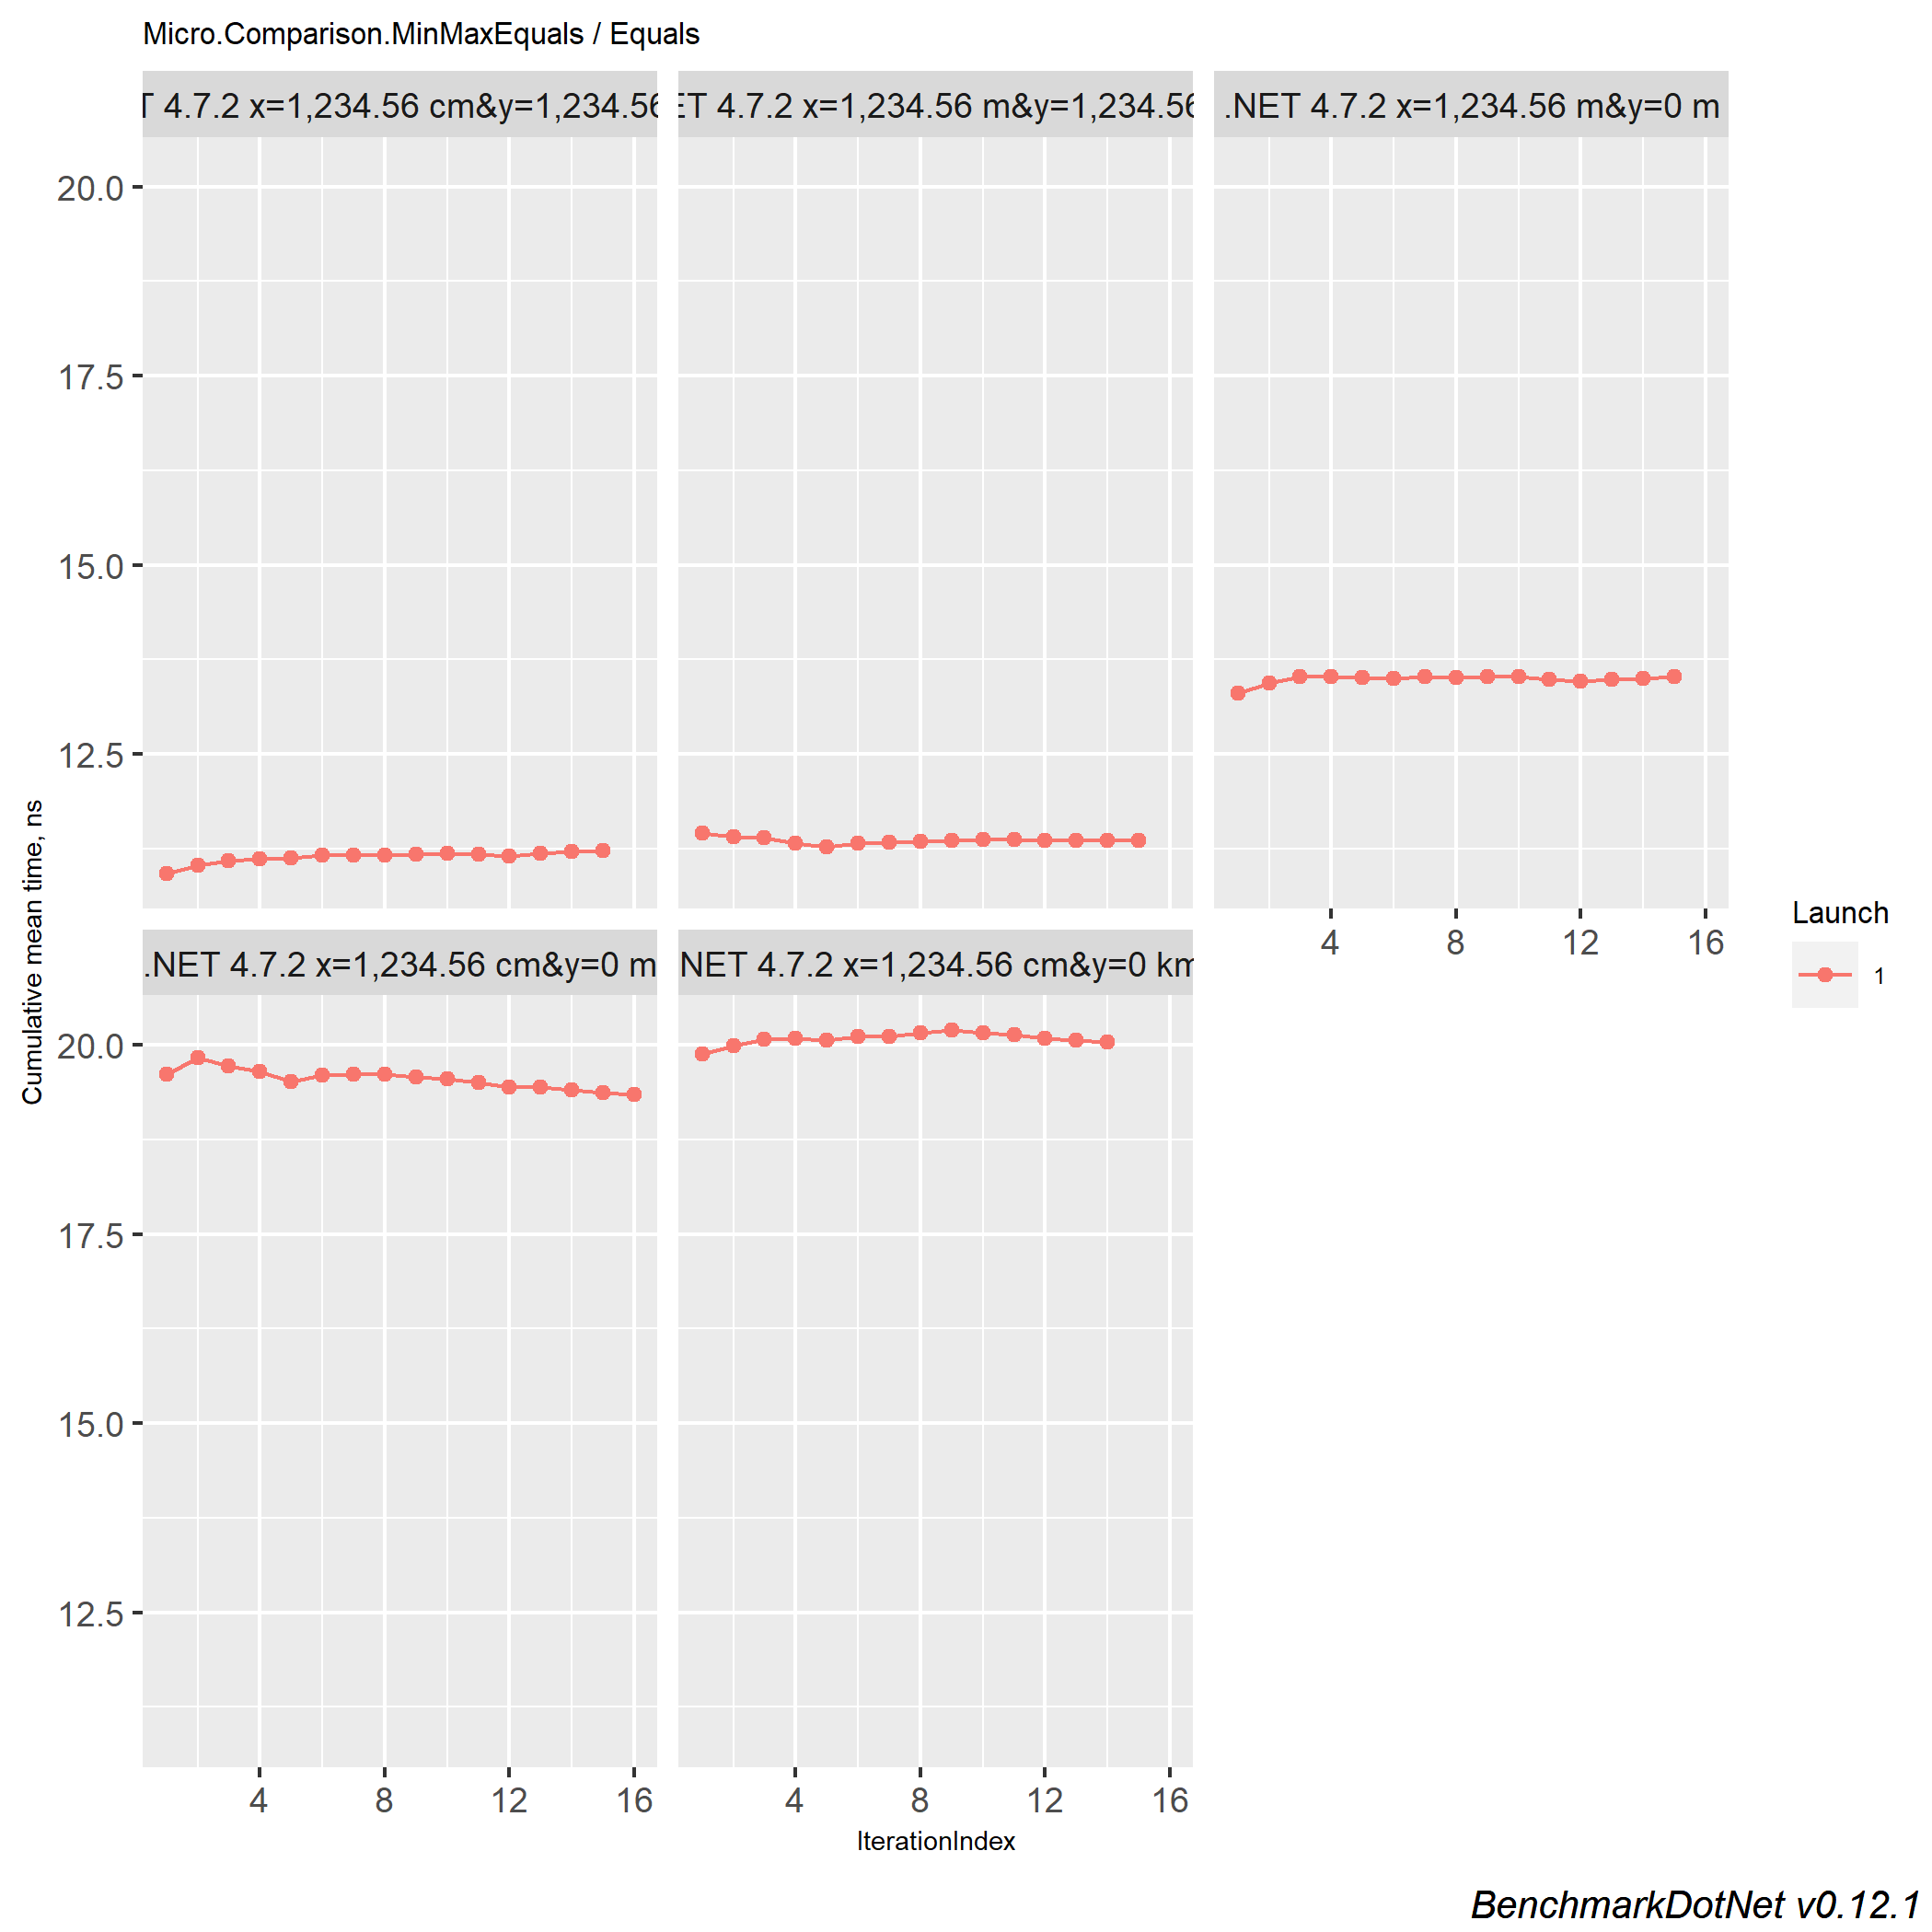 Micro.Comparison.MinMaxEquals / Equals
T 4.7.2 x=1,234.56 cm&y=1,234.56
ET 4.7.2 x=1,234.56 m&y=1,234.56
.NET 4.7.2 x=1,234.56 m&y=0 m
20.0
17.5
15.0
12.5
4
8
12
16
.NET 4.7.2 x=1,234.56 cm&y=0 m
NET 4.7.2 x=1,234.56 cm&y=0 km
20.0
17.5
15.0
12.5
4
8
12
16
4
8
12
16
IterationIndex
Cumulative mean time, ns
Launch
1
BenchmarkDotNet v0.12.1